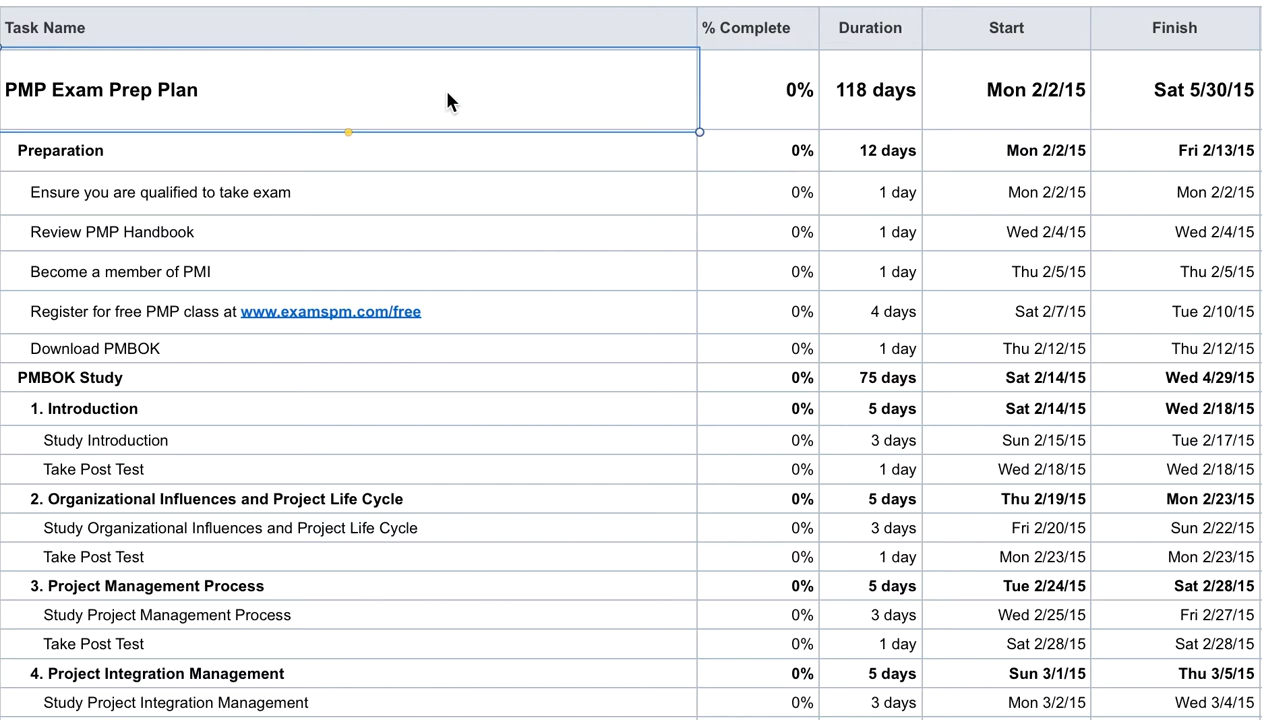 Task Name % Complete Duration Start Finish
PMP Exam Prep Plan 0% 118 days Mon 2/2/15 Sat 5/30/15
Preparation 0% 12 days Mon 2/2/15 Fri 2/13/15
Ensure you are qualified to take exam 0% 1 day Mon 2/2/15 Mon 2/2/15
Review PMP Handbook 0% 1 day Wed 2/4/15 Wed 2/4/15
Become a member of PMI 0% 1 day Thu 2/5/15 Thu 2/5/15
Register for free PMP class at www.examspm.com/free 0% 4 days Sat 2/7/15 Tue 2/10/15
Download PMBOK 0% 1 day Thu 2/12/15 Thu 2/12/15
PMBOK Study 0% 75 days Sat 2/14/15 Wed 4/29/15
1. Introduction 0% 5 days Sat 2/14/15 Wed 2/18/15
Study Introduction 0% 3 days Sun 2/15/15 Tue 2/17/15
Take Post Test 0% 1 day Wed 2/18/15 Wed 2/18/15
2. Organizational Influences and Project Life Cycle 0% 5 days Thu 2/19/15 Mon 2/23/15
Study Organizational Influences and Project Life Cycle 0% 3 days Fri 2/20/15 Sun 2/22/15
Take Post Test 0% 1 day Mon 2/23/15 Mon 2/23/15
3. Project Management Process 0% 5 days Tue 2/24/15 Sat 2/28/15
Study Project Management Process 0% 3 days Wed 2/25/15 Fri 2/27/15
Take Post Test 0% 1 day Sat 2/28/15 Sat 2/28/15
4. Project Integration Management 0% 5 days Sun 3/1/15 Thu 3/5/15
Study Project Integration Management 0% 3 days Mon 3/2/15 Wed 3/4/15